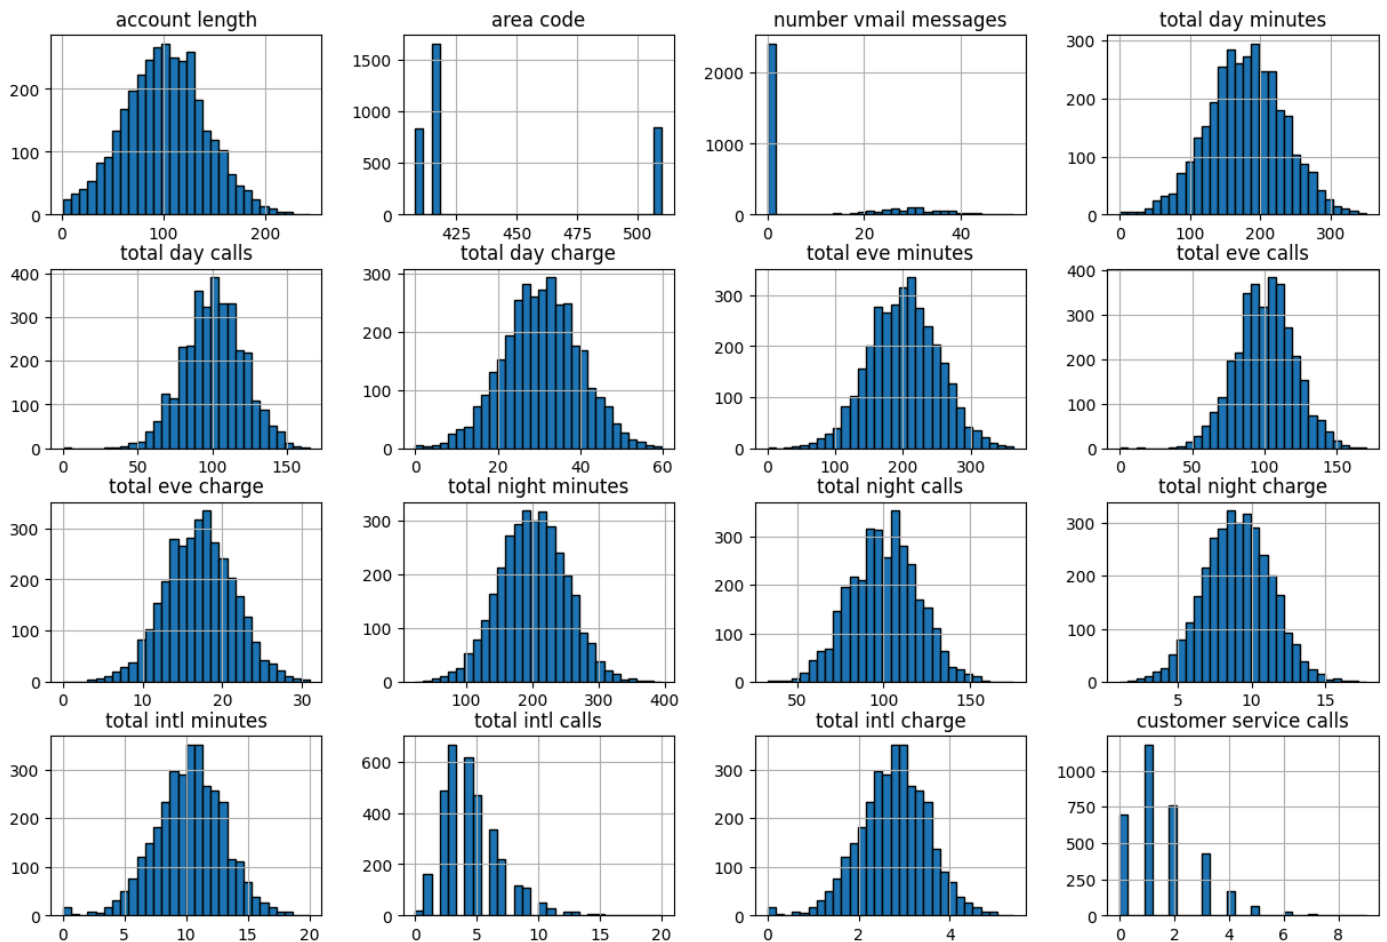 account length
200
100
0
0 100 200
area code
1500
1000
500
0
425 450 475 500
number vmail messages
2000
1000
0
0 20 40
total day minutes
300
200
100
0
0 100 200 300
total day calls
400
300
200
100
0
0 50 100 150
total day charge
300
200
100
0
0 20 40 60
total eve minutes
300
200
100
0
0 100 200 300
total eve calls
400
300
200
100
0
0 50 100 150
total eve charge
300
200
100
0
0 10 20 30
total night minutes
300
200
100
0
100 200 300 400
total night calls
300
200
100
0
50 100 150
total night charge
300
200
100
0
5 10 15
total intl minutes
300
200
100
0
0 5 10 15 20
total intl calls
600
400
200
0
0 5 10 15 20
total intl charge
300
200
100
0
0 2 4
customer service calls
1000
750
500
250
0
0 2 4 6 8